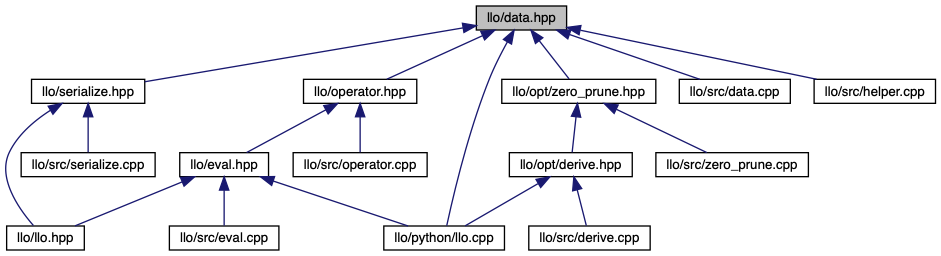 llo/data.hpp
llo/serialize.hpp
llo/operator.hpp
llo/opt/zero_prune.hpp
llo/src/data.cpp
llo/src/helper.cpp
llo/src/serialize.cpp
llo/eval.hpp
llo/src/operator.cpp
llo/opt/derive.hpp
llo/src/zero_prune.cpp
llo/llo.hpp
llo/src/eval.cpp
llo/python/llo.cpp
llo/src/derive.cpp